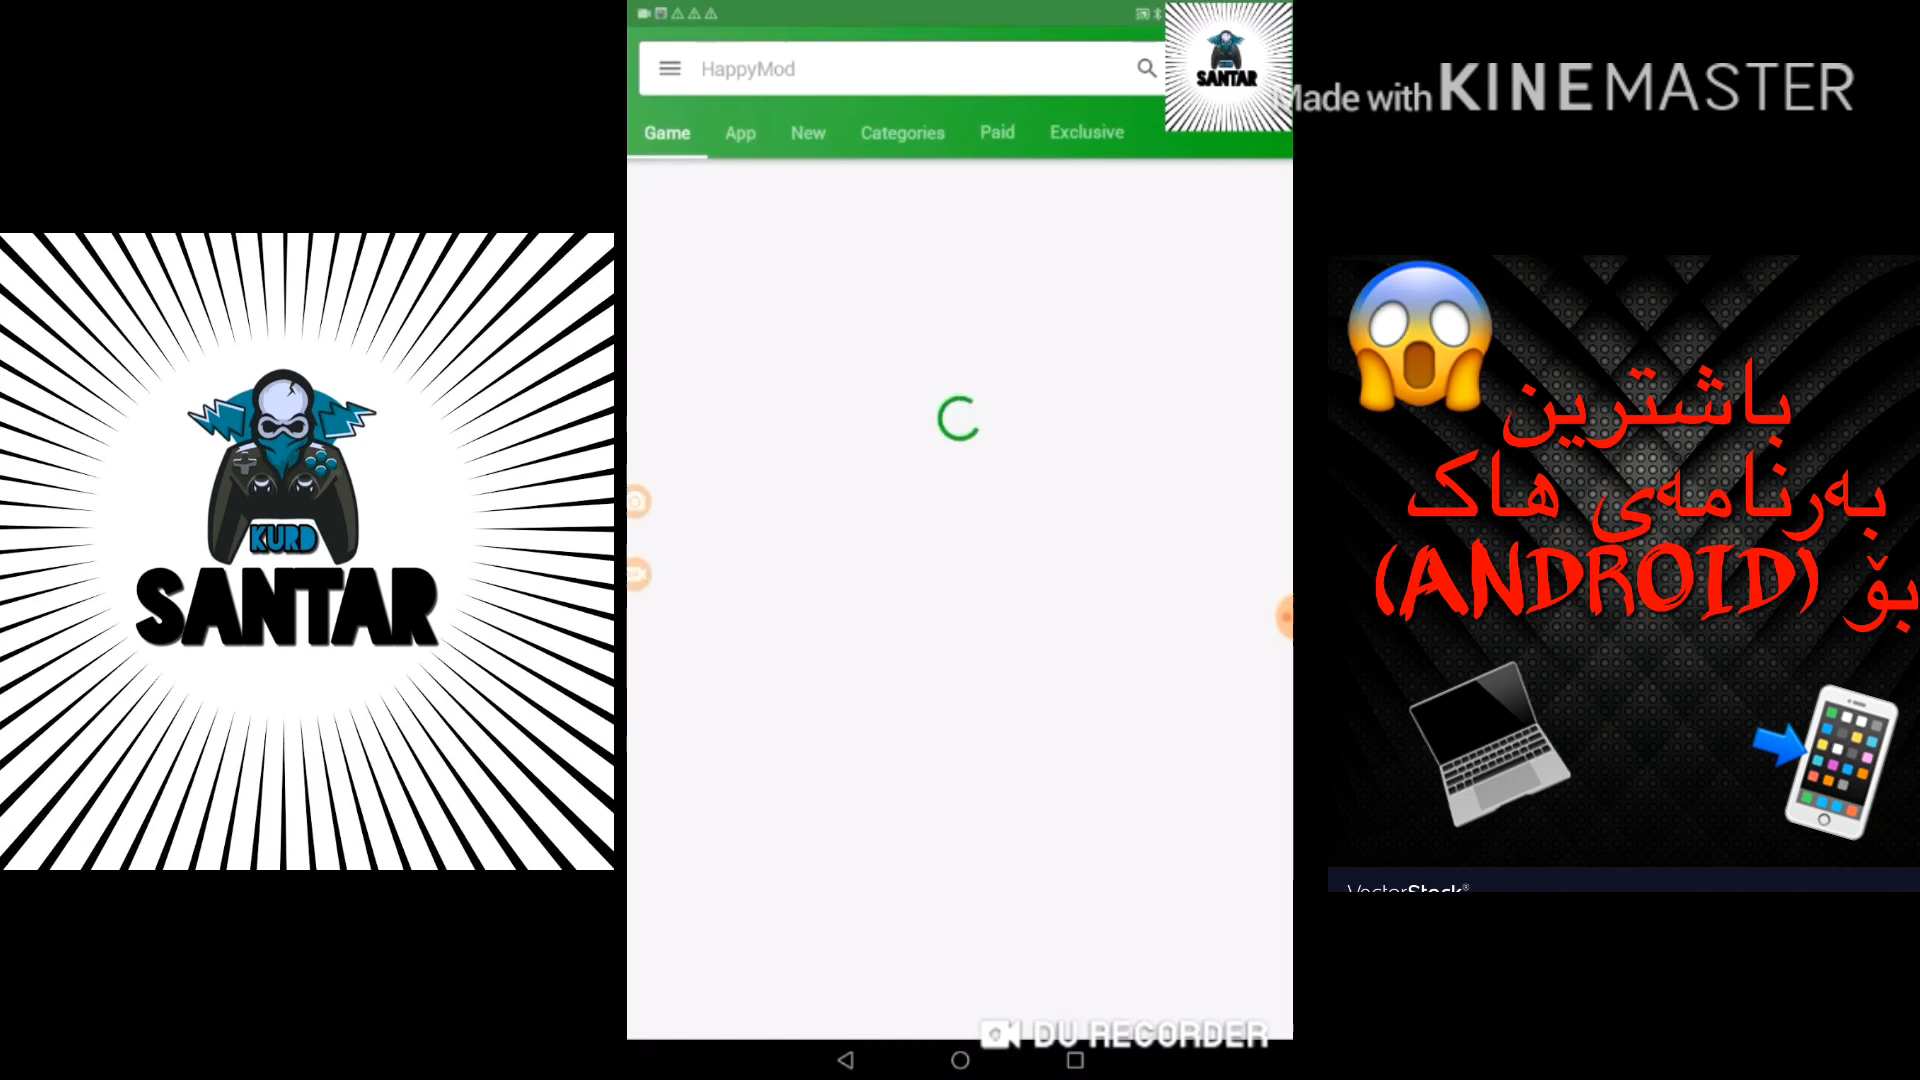 HappyMod
SANTAR
Made with KINEMASTER
Game App New Categories Paid Exclusive
KURD
SANTAR
باشترین
بەرنامەی هاک
بۆ (ANDROID)
VectorStock®
DU RECORDER